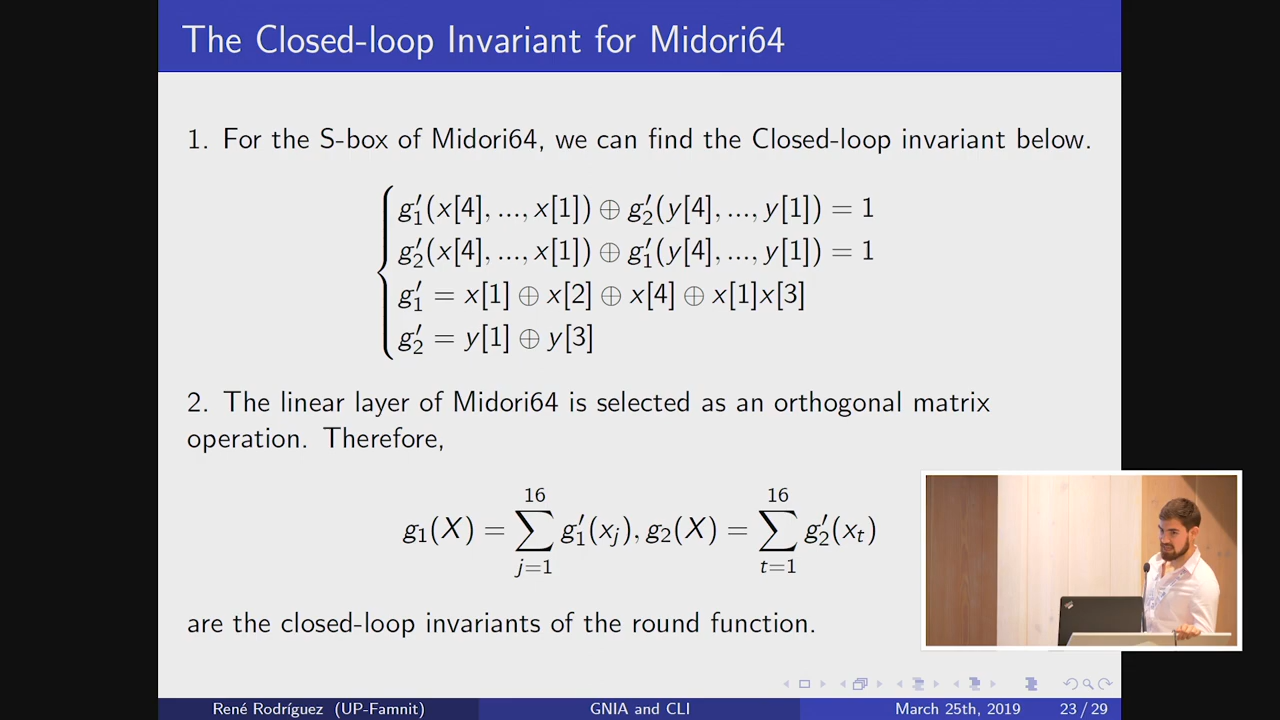 The Closed-loop Invariant for Midori64
1. For the S-box of Midori64, we can find the Closed-loop invariant below.
g′₁(x[4], ..., x[1]) ⊕ g′₂(y[4], ..., y[1]) = 1
g′₂(x[4], ..., x[1]) ⊕ g′₁(y[4], ..., y[1]) = 1
g′₁ = x[1] ⊕ x[2] ⊕ x[4] ⊕ x[1]x[3]
g′₂ = y[1] ⊕ y[3]
2. The linear layer of Midori64 is selected as an orthogonal matrix
operation. Therefore,
g₁(X) = ∑_{j=1}^{16} g′₁(xⱼ), g₂(X) = ∑_{t=1}^{16} g′₂(xₜ)
are the closed-loop invariants of the round function.
René Rodríguez (UP-Famnit) GNIA and CLI March 25th, 2019 23 / 29